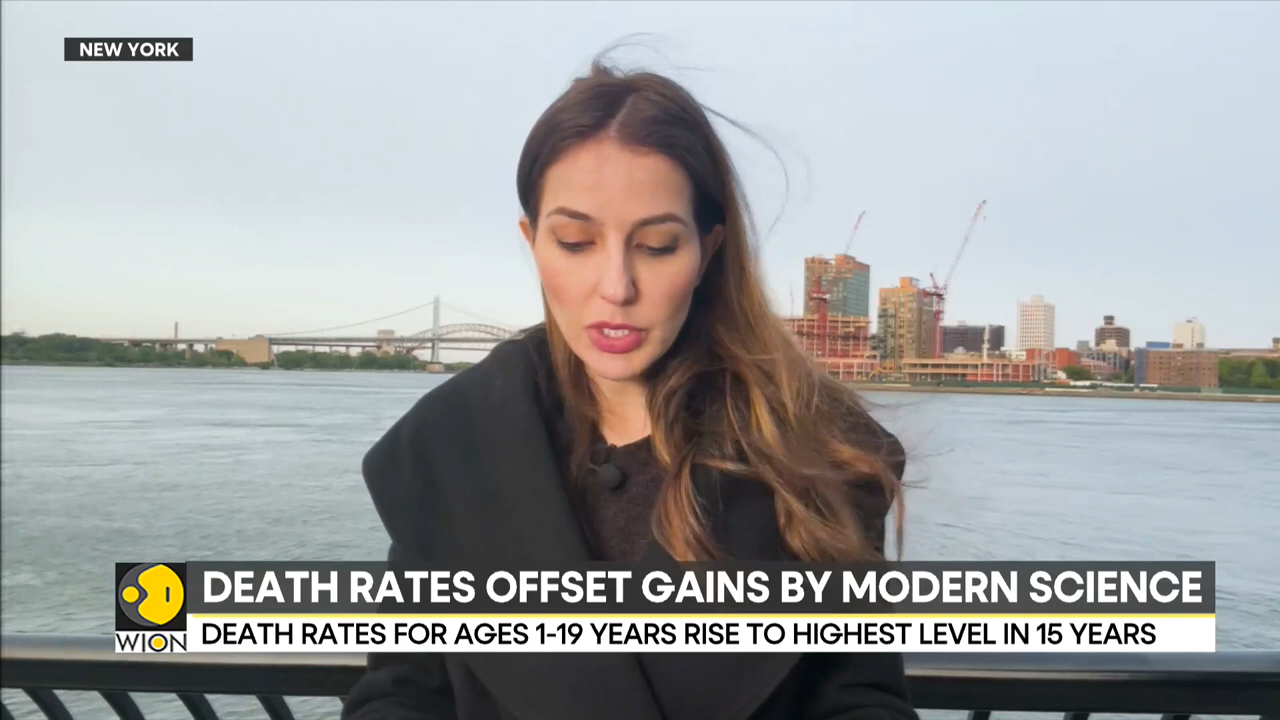 NEW YORK
DEATH RATES OFFSET GAINS BY MODERN SCIENCE
WION
DEATH RATES FOR AGES 1-19 YEARS RISE TO HIGHEST LEVEL IN 15 YEARS